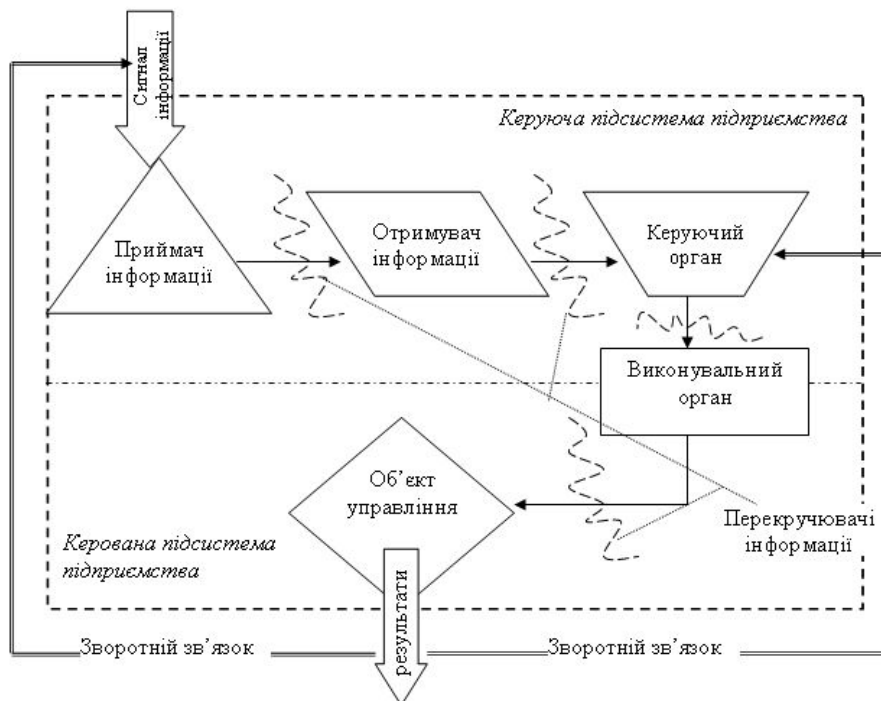 Сигнал
інформації
Керуюча підсистема підприємства
Приймач
інформації
Отримувач
інформації
Керуючий
орган
Виконувальний
орган
Об’єкт
управління
Перекручювачі
інформації
Керована підсистема
підприємства
результати
Зворотній зв’язок
Зворотній зв’язок